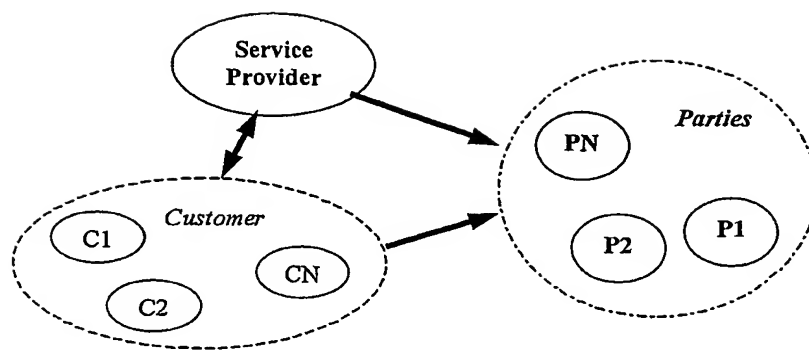 Service
Provider
Parties
PN
Customer
C1
P1
P2
CN
C2